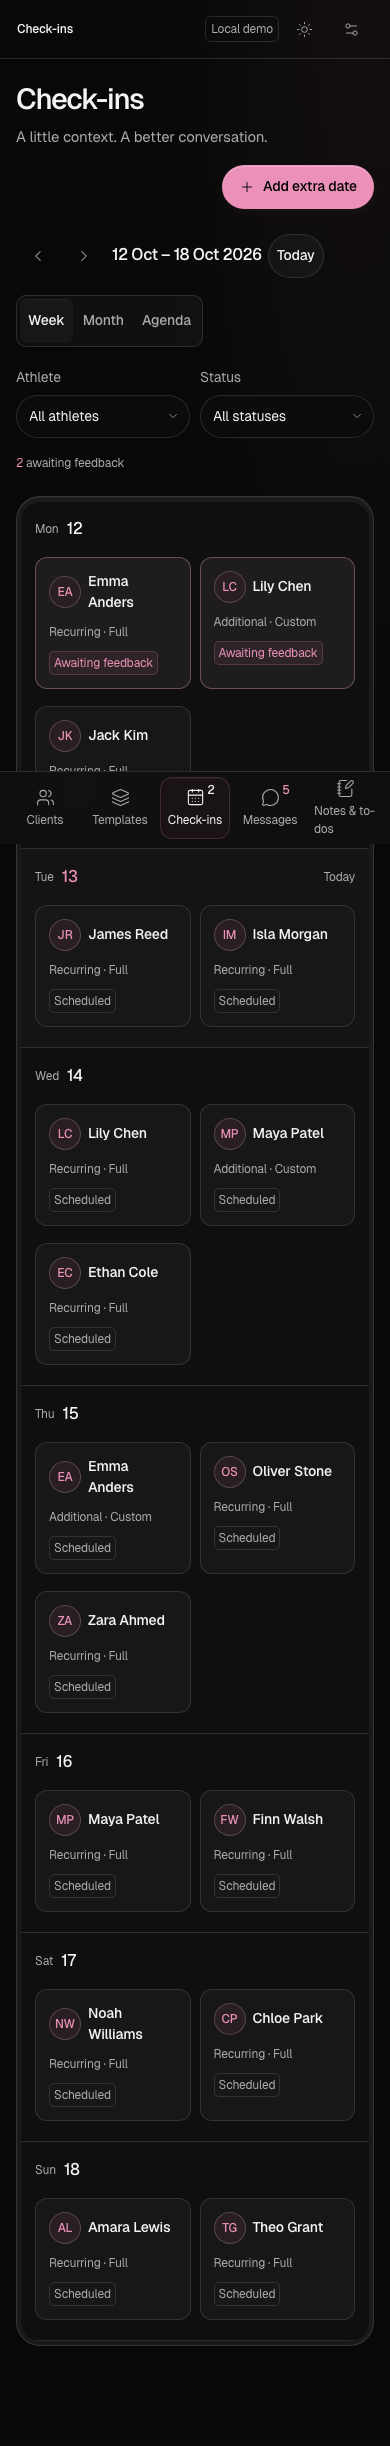 Check-ins
Local demo
Check-ins
A little context. A better conversation.
Add extra date
12 Oct – 18 Oct 2026
Today
Week
Month
Agenda
Athlete
Status
All athletes
All statuses
2 awaiting feedback
Mon 12
EA
Emma
Anders
Recurring · Full
Awaiting feedback
LC
Lily Chen
Additional · Custom
Awaiting feedback
JK
Jack Kim
Recurring · Full
Clients
Templates
2
Check-ins
5
Messages
Notes & to-
dos
Tue 13
Today
JR
James Reed
Recurring · Full
Scheduled
IM
Isla Morgan
Recurring · Full
Scheduled
Wed 14
LC
Lily Chen
Recurring · Full
Scheduled
MP
Maya Patel
Additional · Custom
Scheduled
EC
Ethan Cole
Recurring · Full
Scheduled
Thu 15
EA
Emma
Anders
Additional · Custom
Scheduled
OS
Oliver Stone
Recurring · Full
Scheduled
ZA
Zara Ahmed
Recurring · Full
Scheduled
Fri 16
MP
Maya Patel
Recurring · Full
Scheduled
FW
Finn Walsh
Recurring · Full
Scheduled
Sat 17
NW
Noah
Williams
Recurring · Full
Scheduled
CP
Chloe Park
Recurring · Full
Scheduled
Sun 18
AL
Amara Lewis
Recurring · Full
Scheduled
TG
Theo Grant
Recurring · Full
Scheduled